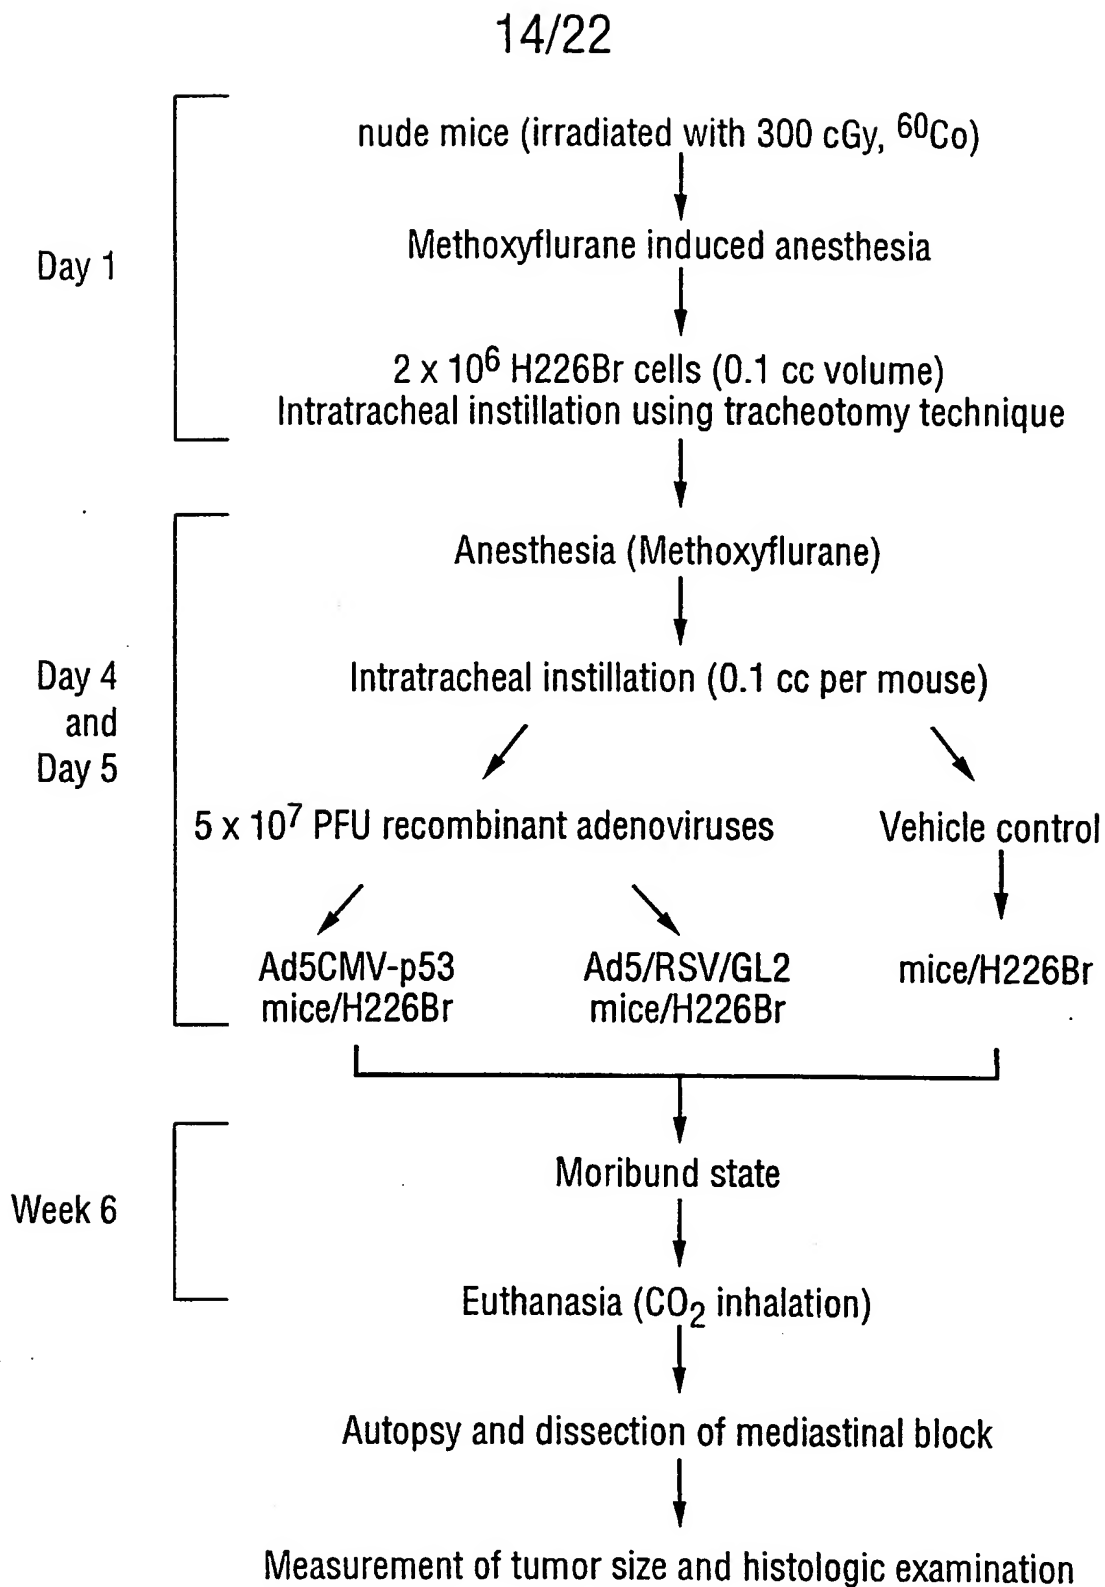 14/22
nude mice (irradiated with 300 cGy, ⁶⁰Co)
Day 1
Methoxyflurane induced anesthesia
2 x 10⁶ H226Br cells (0.1 cc volume)
Intratracheal instillation using tracheotomy technique
Anesthesia (Methoxyflurane)
Day 4
and
Day 5
Intratracheal instillation (0.1 cc per mouse)
5 x 10⁷ PFU recombinant adenoviruses
Vehicle control
Ad5CMV-p53
mice/H226Br
Ad5/RSV/GL2
mice/H226Br
mice/H226Br
Week 6
Moribund state
Euthanasia (CO₂ inhalation)
Autopsy and dissection of mediastinal block
Measurement of tumor size and histologic examination